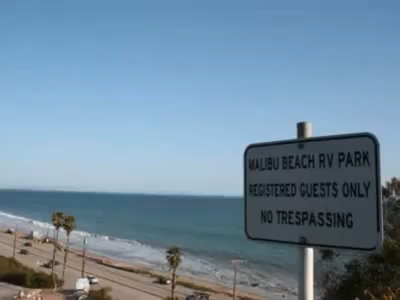 MALIBU BEACH RV PARK
REGISTERED GUESTS ONLY
NO TRESPASSING